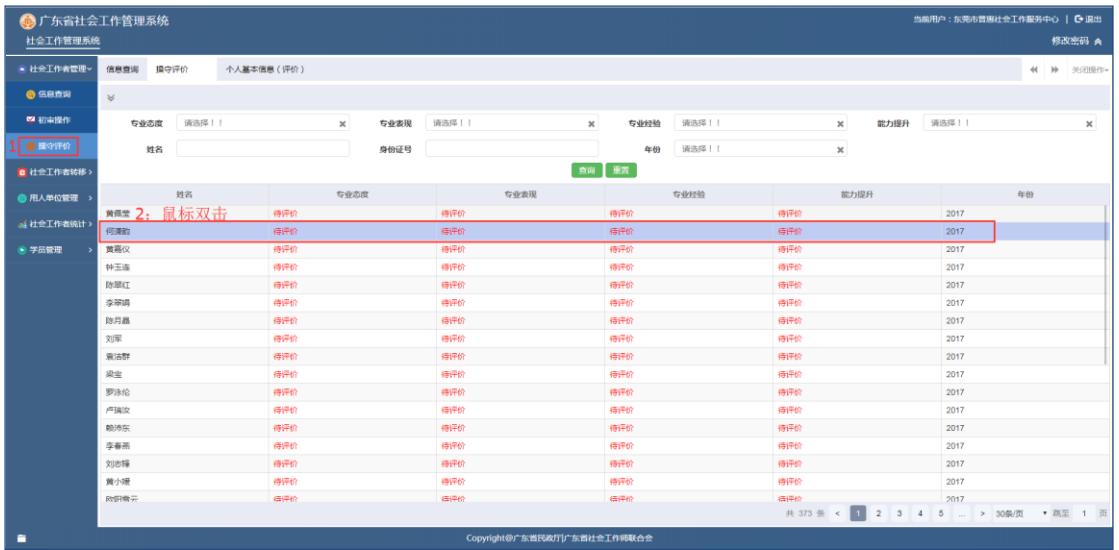 广东省社会工作管理系统
当前用户：东莞市普惠社会工作服务中心 | 退出
社会工作管理系统
修改密码
社会工作者管理
信息查询 操守评价 个人基本信息（评价）
关闭操作
信息查询
初审操作
专业态度 请选择！！ 专业表现 请选择！！ 专业经验 请选择！！ 能力提升 请选择！！
1 操守评价
姓名 身份证号 年份 请选择！！
社会工作者转移
查询 重置
用人单位管理
姓名 专业态度 专业表现 专业经验 能力提升 年份
黄佩莹 待评价 待评价 待评价 待评价 2017
2：鼠标双击
社会工作者统计
何清韵 待评价 待评价 待评价 待评价 2017
学员管理
黄嘉仪 待评价 待评价 待评价 待评价 2017
钟玉连 待评价 待评价 待评价 待评价 2017
陈翠红 待评价 待评价 待评价 待评价 2017
李翠娟 待评价 待评价 待评价 待评价 2017
陈月晶 待评价 待评价 待评价 待评价 2017
刘军 待评价 待评价 待评价 待评价 2017
袁洁群 待评价 待评价 待评价 待评价 2017
梁宝 待评价 待评价 待评价 待评价 2017
罗泳伦 待评价 待评价 待评价 待评价 2017
卢瑞汝 待评价 待评价 待评价 待评价 2017
赖沛东 待评价 待评价 待评价 待评价 2017
李春燕 待评价 待评价 待评价 待评价 2017
刘志锋 待评价 待评价 待评价 待评价 2017
黄小媛 待评价 待评价 待评价 待评价 2017
欧阳雪云 待评价 待评价 待评价 待评价 2017
共 373 条 < 1 2 3 4 5 ... > 30条/页 跳至 1 页
Copyright@广东省民政厅|广东省社会工作师联合会